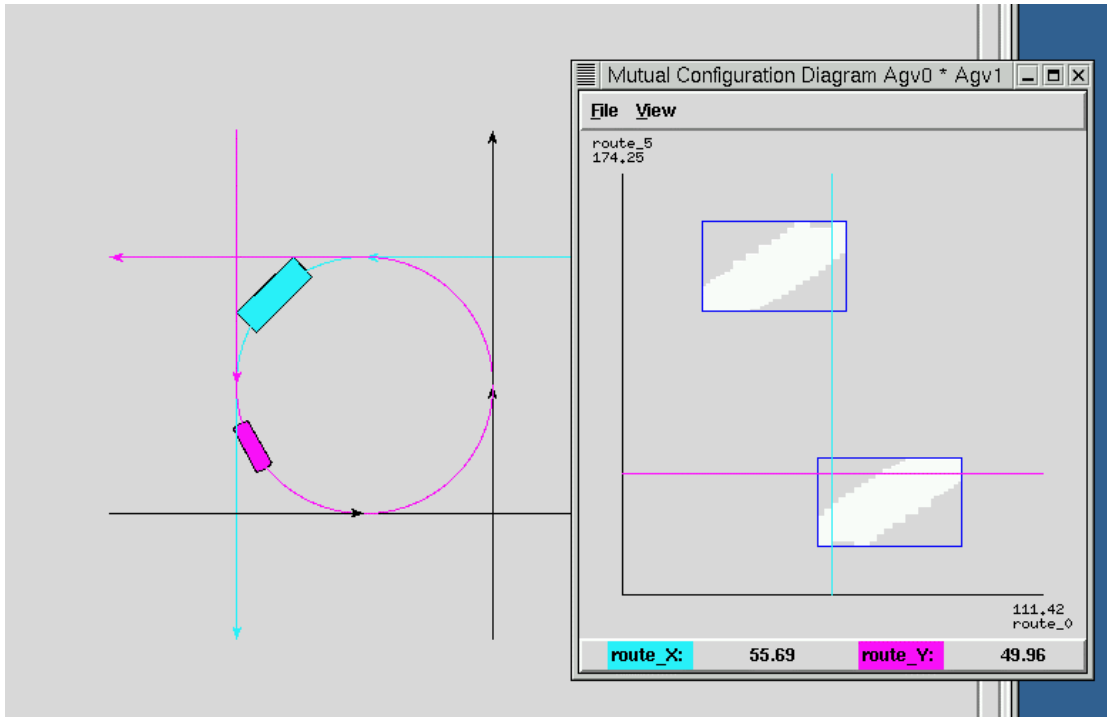 Mutual Configuration Diagram Agv0 * Agv1
File View
route_5
174.25
111.42
route_0
route_X: 55.69 route_Y: 49.96